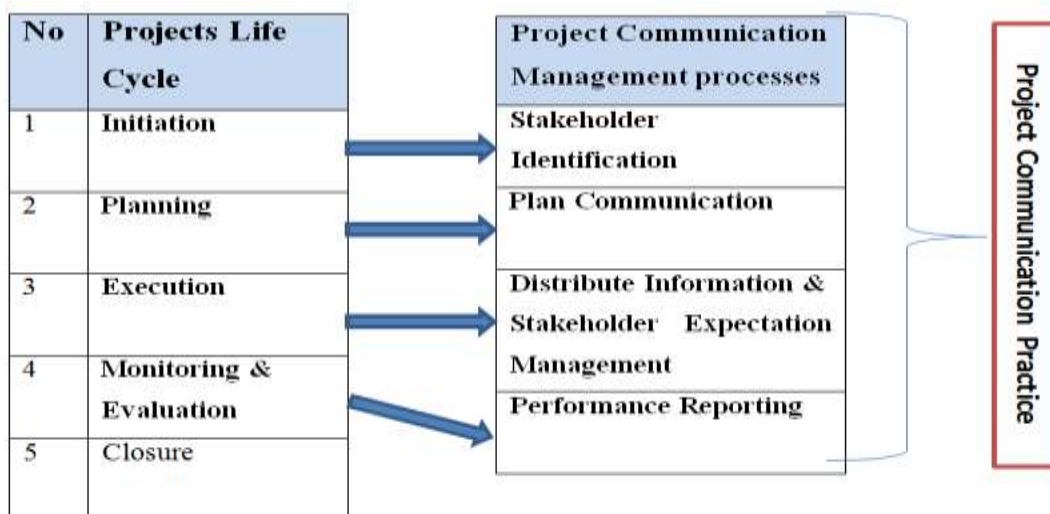 No
Projects Life
Cycle
1
Initiation
2
Planning
3
Execution
4
Monitoring &
Evaluation
5
Closure
Project Communication
Management processes
Stakeholder
Identification
Plan Communication
Distribute Information &
Stakeholder Expectation
Management
Performance Reporting
Project Communication Practice